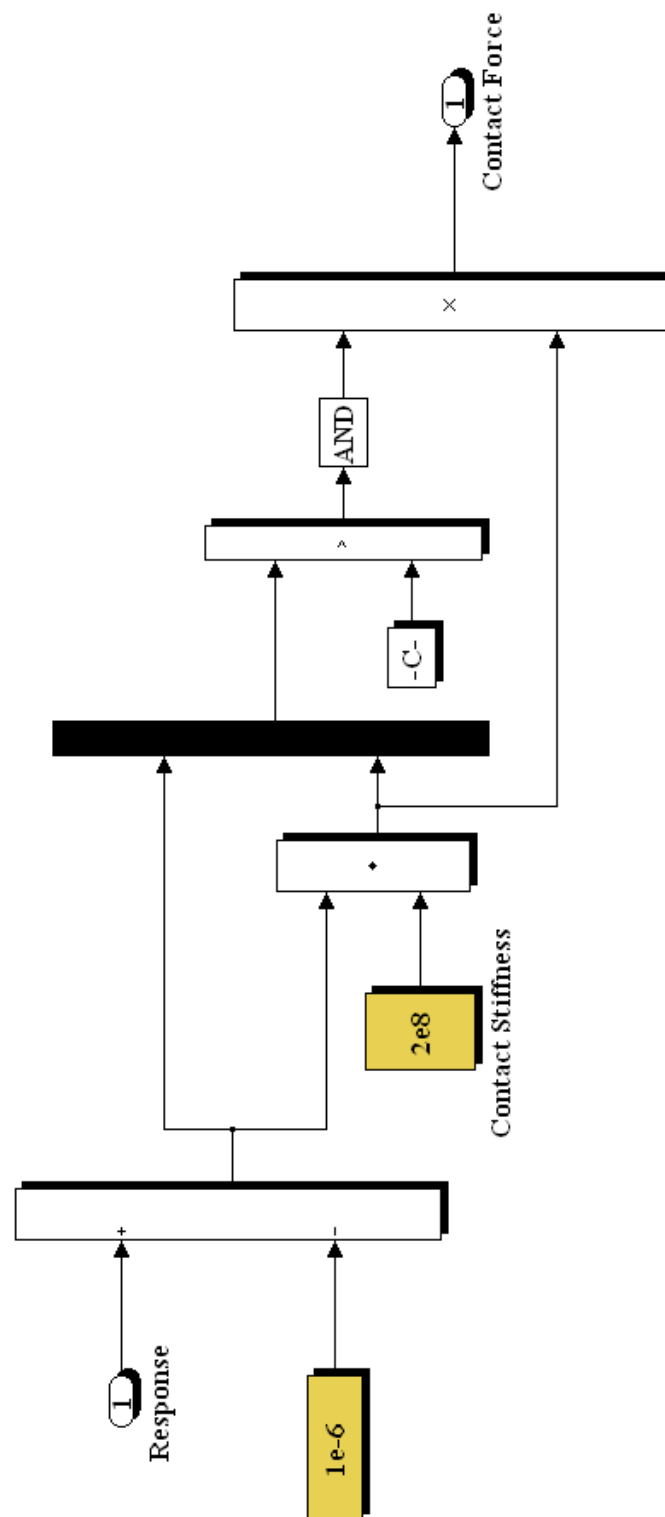 1
Response
1e-6
+
-
2e8
Contact Stiffness
•
-C-
>
AND
×
1
Contact Force